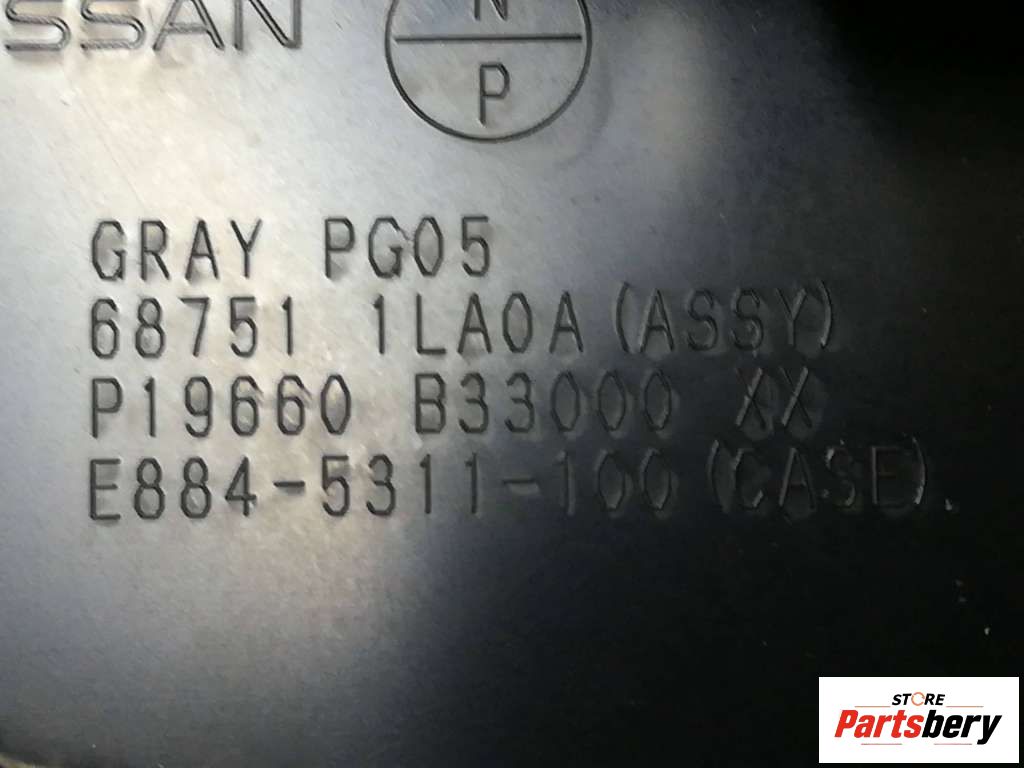 SSAN
N
P
GRAY PG05
68751 1LA0A (ASSY)
P19660 B33000 XX
E884-5311-100 (CASE)
STORE
Partsbery